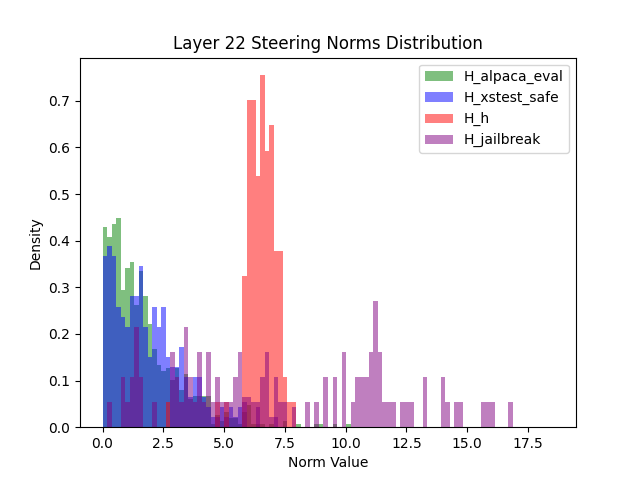 Layer 22 Steering Norms Distribution
H_alpaca_eval
H_xstest_safe
H_h
H_jailbreak
0.7
0.6
0.5
0.4
0.3
0.2
0.1
0.0
Density
0.0 2.5 5.0 7.5 10.0 12.5 15.0 17.5
Norm Value